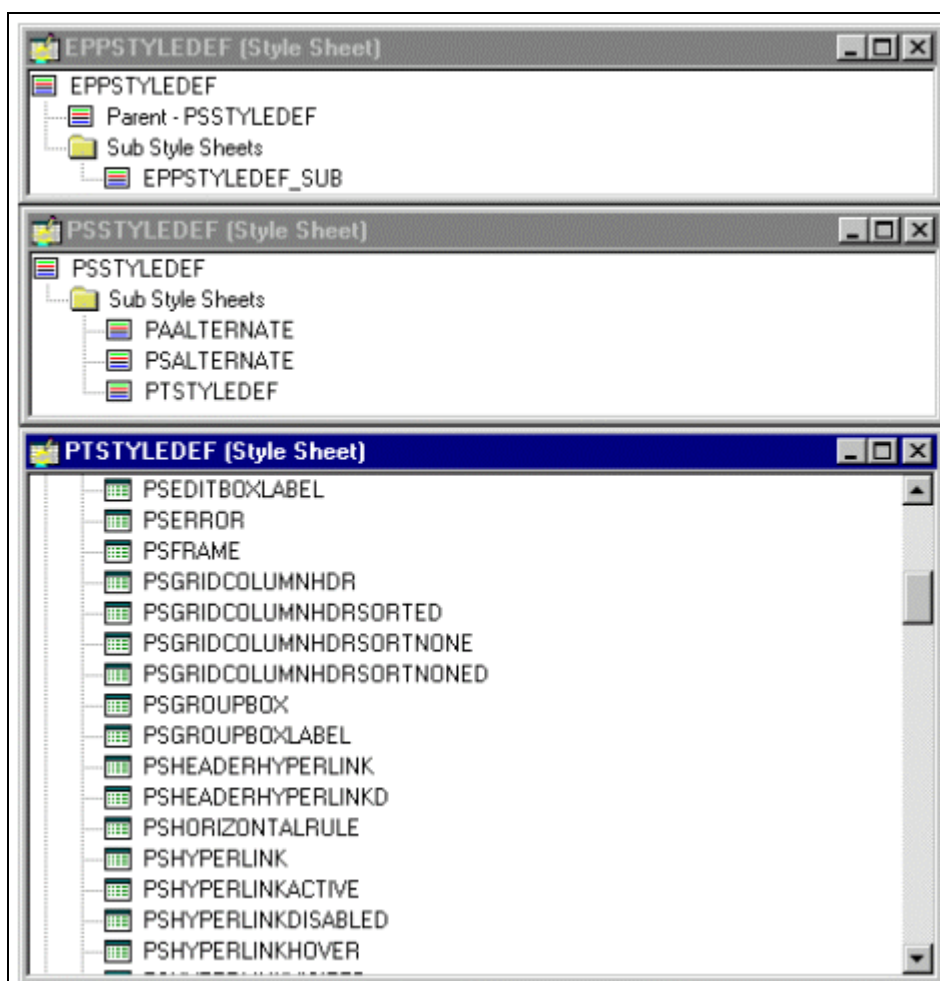 EPPSTYLEDEF (Style Sheet)
EPPSTYLEDEF
Parent - PSSTYLEDEF
Sub Style Sheets
EPPSTYLEDEF_SUB
PSSTYLEDEF (Style Sheet)
PSSTYLEDEF
Sub Style Sheets
PAALTERNATE
PSALTERNATE
PTSTYLEDEF
PTSTYLEDEF (Style Sheet)
PSEDITBOXLABEL
PSERROR
PSFRAME
PSGRIDCOLUMNHDR
PSGRIDCOLUMNHDRSORTED
PSGRIDCOLUMNHDRSORTNONE
PSGRIDCOLUMNHDRSORTNONED
PSGROUPBOX
PSGROUPBOXLABEL
PSHEADERHYPERLINK
PSHEADERHYPERLINKD
PSHORIZONTALRULE
PSHYPERLINK
PSHYPERLINKACTIVE
PSHYPERLINKDISABLED
PSHYPERLINKHOVER